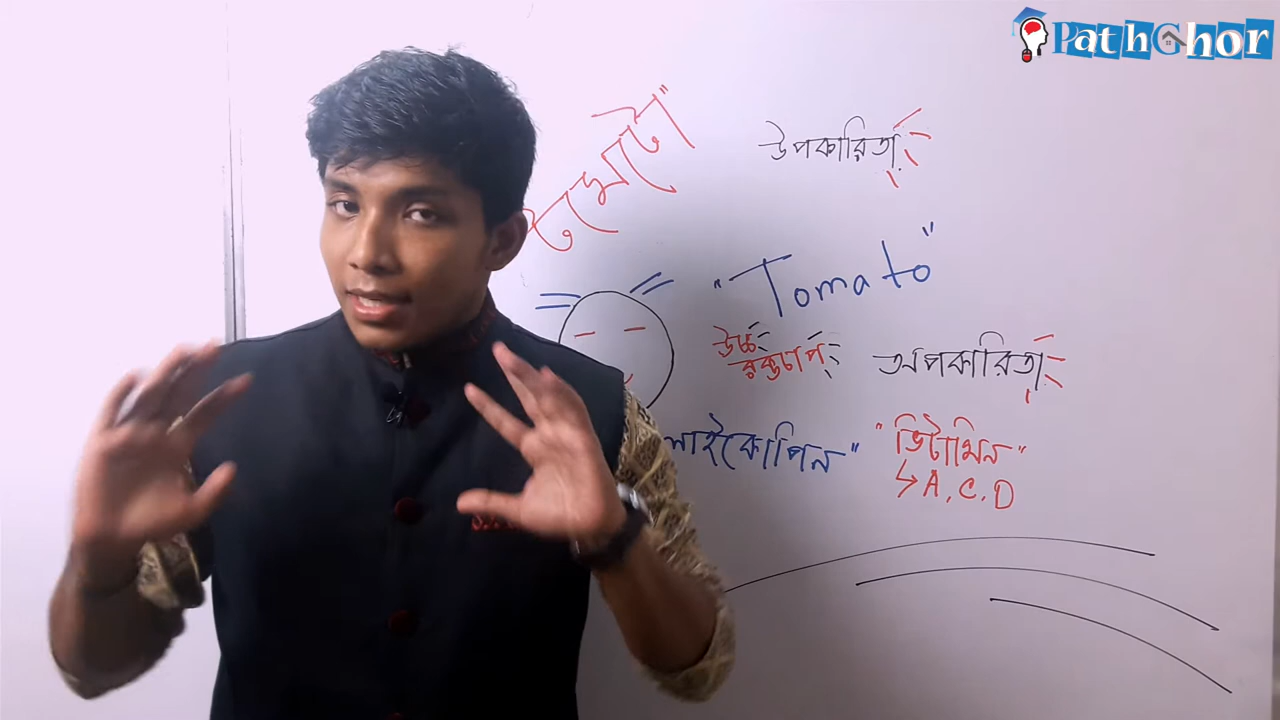 PathGhor
টমেটো"
উপকারিতা
"Tomato"
উচ্চ
রক্তচাপ
অপকারিতা
লাইকোপিন"
"ভিটামিন"
↳ A, C, D